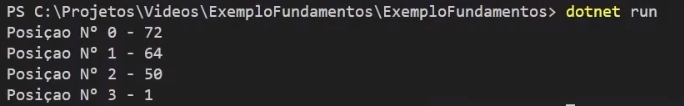 PS C:\Projetos\Videos\ExemploFundamentos\ExemploFundamentos> dotnet run
Posiçao Nº 0 - 72
Posiçao Nº 1 - 64
Posiçao Nº 2 - 50
Posiçao Nº 3 - 1